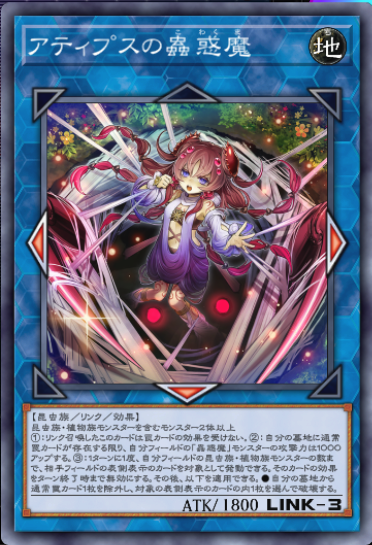 アティプスの蟲惑魔
こわくま
地
【昆虫族／リンク／効果】
昆虫族・植物族モンスターを含むモンスター2体以上
①：リンク召喚したこのカードは罠カードの効果を受けない。②：自分の墓地に通常
罠カードが存在する限り、自分フィールドの「蟲惑魔」モンスターの攻撃力は1000
アップする。③：1ターンに1度、自分フィールドの昆虫族・植物族モンスターの数ま
で、相手フィールドの表側表示のカードを対象として発動できる。そのカードの効果
をターン終了時まで無効にする。その後、以下を適用できる。●自分の墓地から
通常罠カード1枚を除外し、対象の表側表示のカードの内1枚を選んで破壊する。
ATK/1800 LINK-3